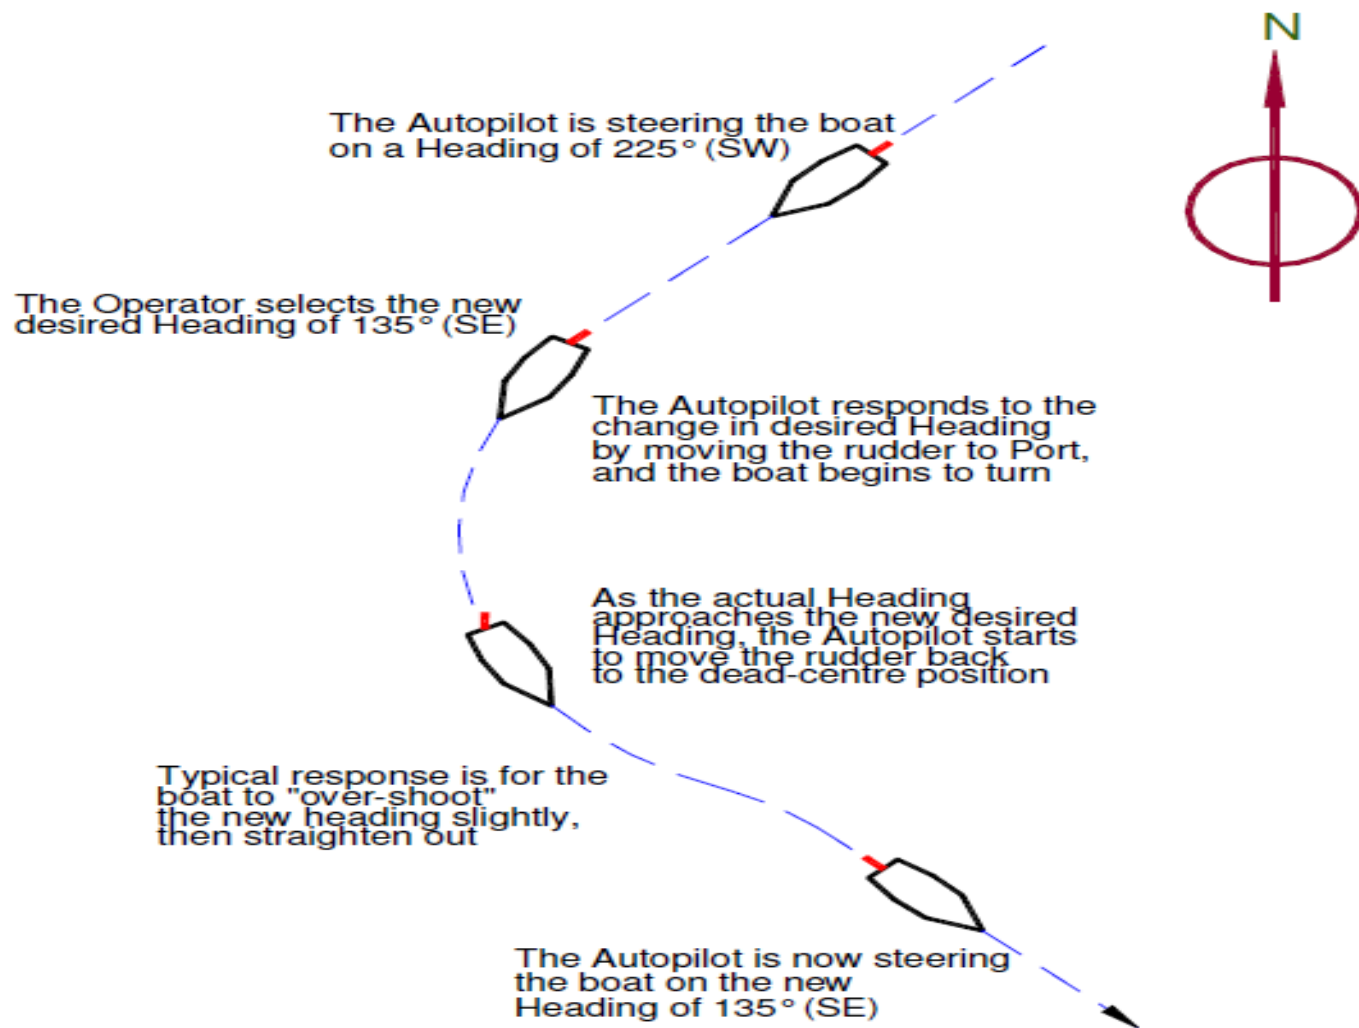 N
The Autopilot is steering the boat
on a Heading of 225° (SW)
The Operator selects the new
desired Heading of 135° (SE)
The Autopilot responds to the
change in desired Heading
by moving the rudder to Port,
and the boat begins to turn
As the actual Heading
approaches the new desired
Heading, the Autopilot starts
to move the rudder back
to the dead-centre position
Typical response is for the
boat to "over-shoot"
the new heading slightly,
then straighten out
The Autopilot is now steering
the boat on the new
Heading of 135° (SE)